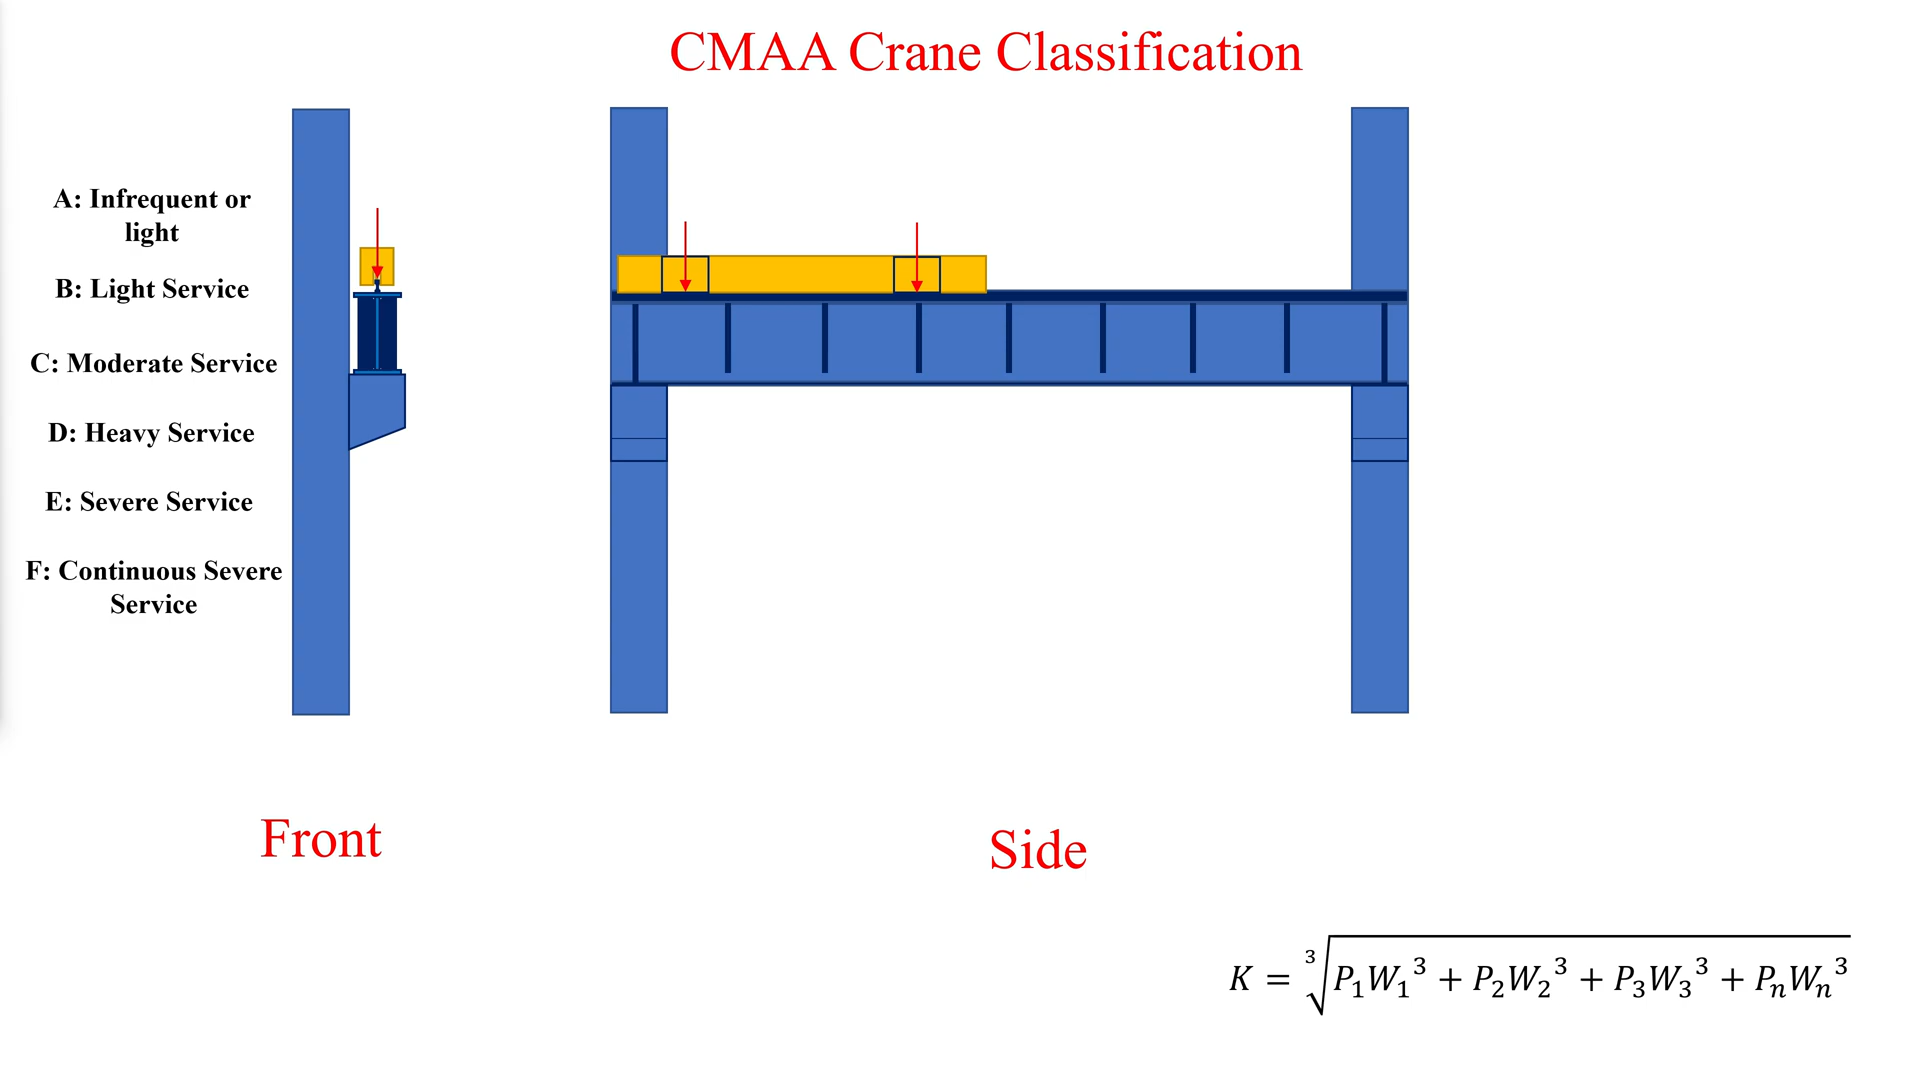 CMAA Crane Classification
A: Infrequent or
light
B: Light Service
C: Moderate Service
D: Heavy Service
E: Severe Service
F: Continuous Severe
Service
Front
Side
K = ∛(P₁W₁³ + P₂W₂³ + P₃W₃³ + PₙWₙ³)